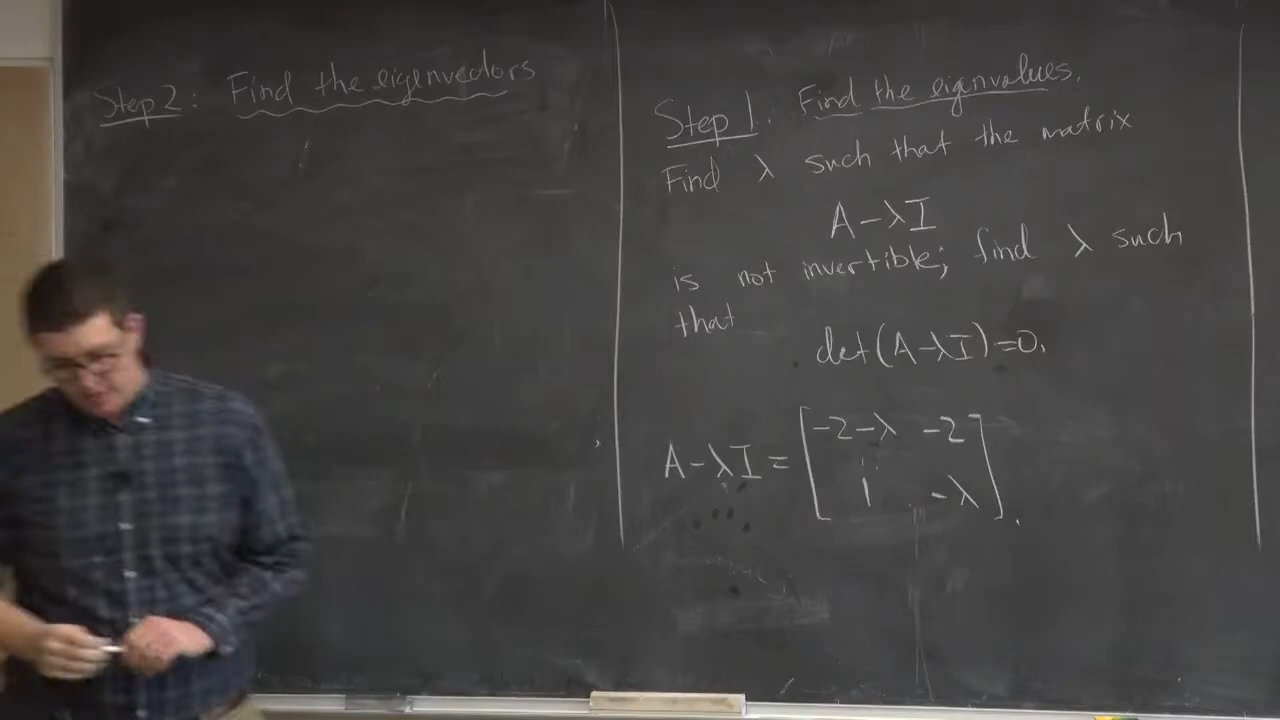 Step 2: Find the eigenvectors
Step 1: Find the eigenvalues.
Find λ such that the matrix
A-λI
is not invertible; find λ such
that
det(A-λI)=0.
A-λI = [-2-λ -2
1 -λ].